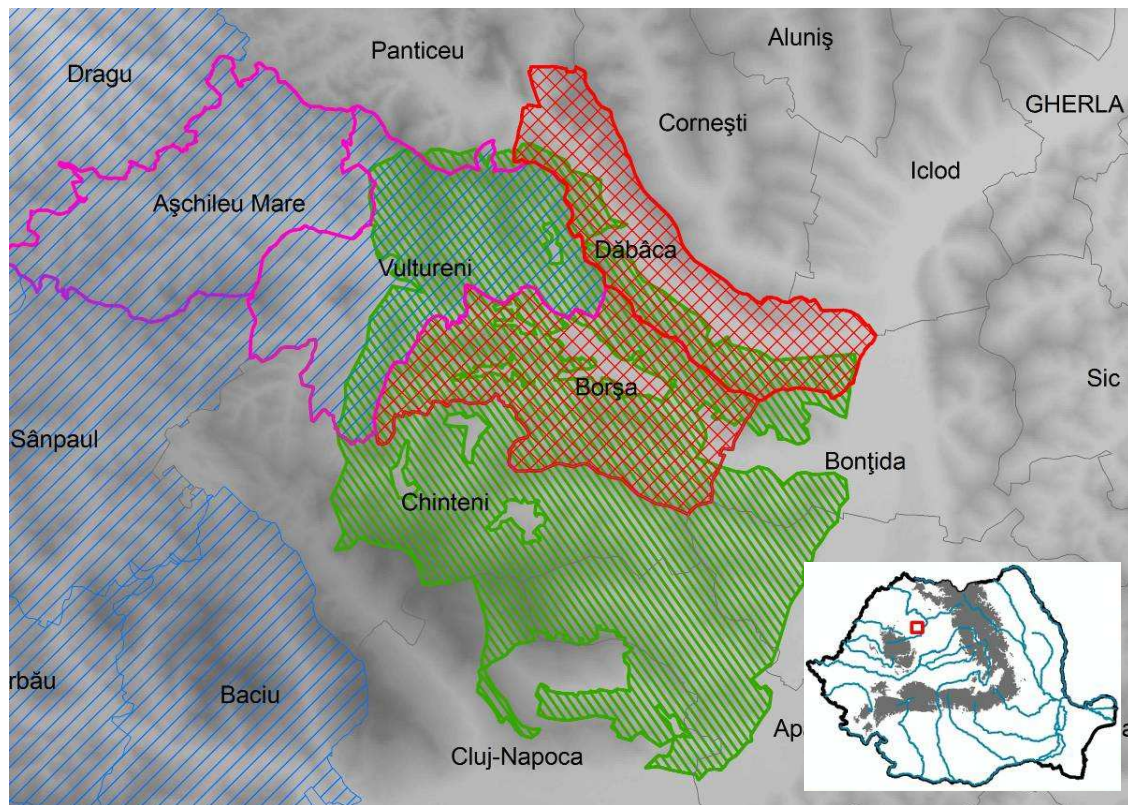 Panticeu
Aluniş
Dragu
GHERLA
Corneşti
Iclod
Aşchileu Mare
Dăbâca
Vultureni
Sic
Borşa
Sânpaul
Bonţida
Chinteni
rbău
Baciu
Cluj-Napoca
Apa
a